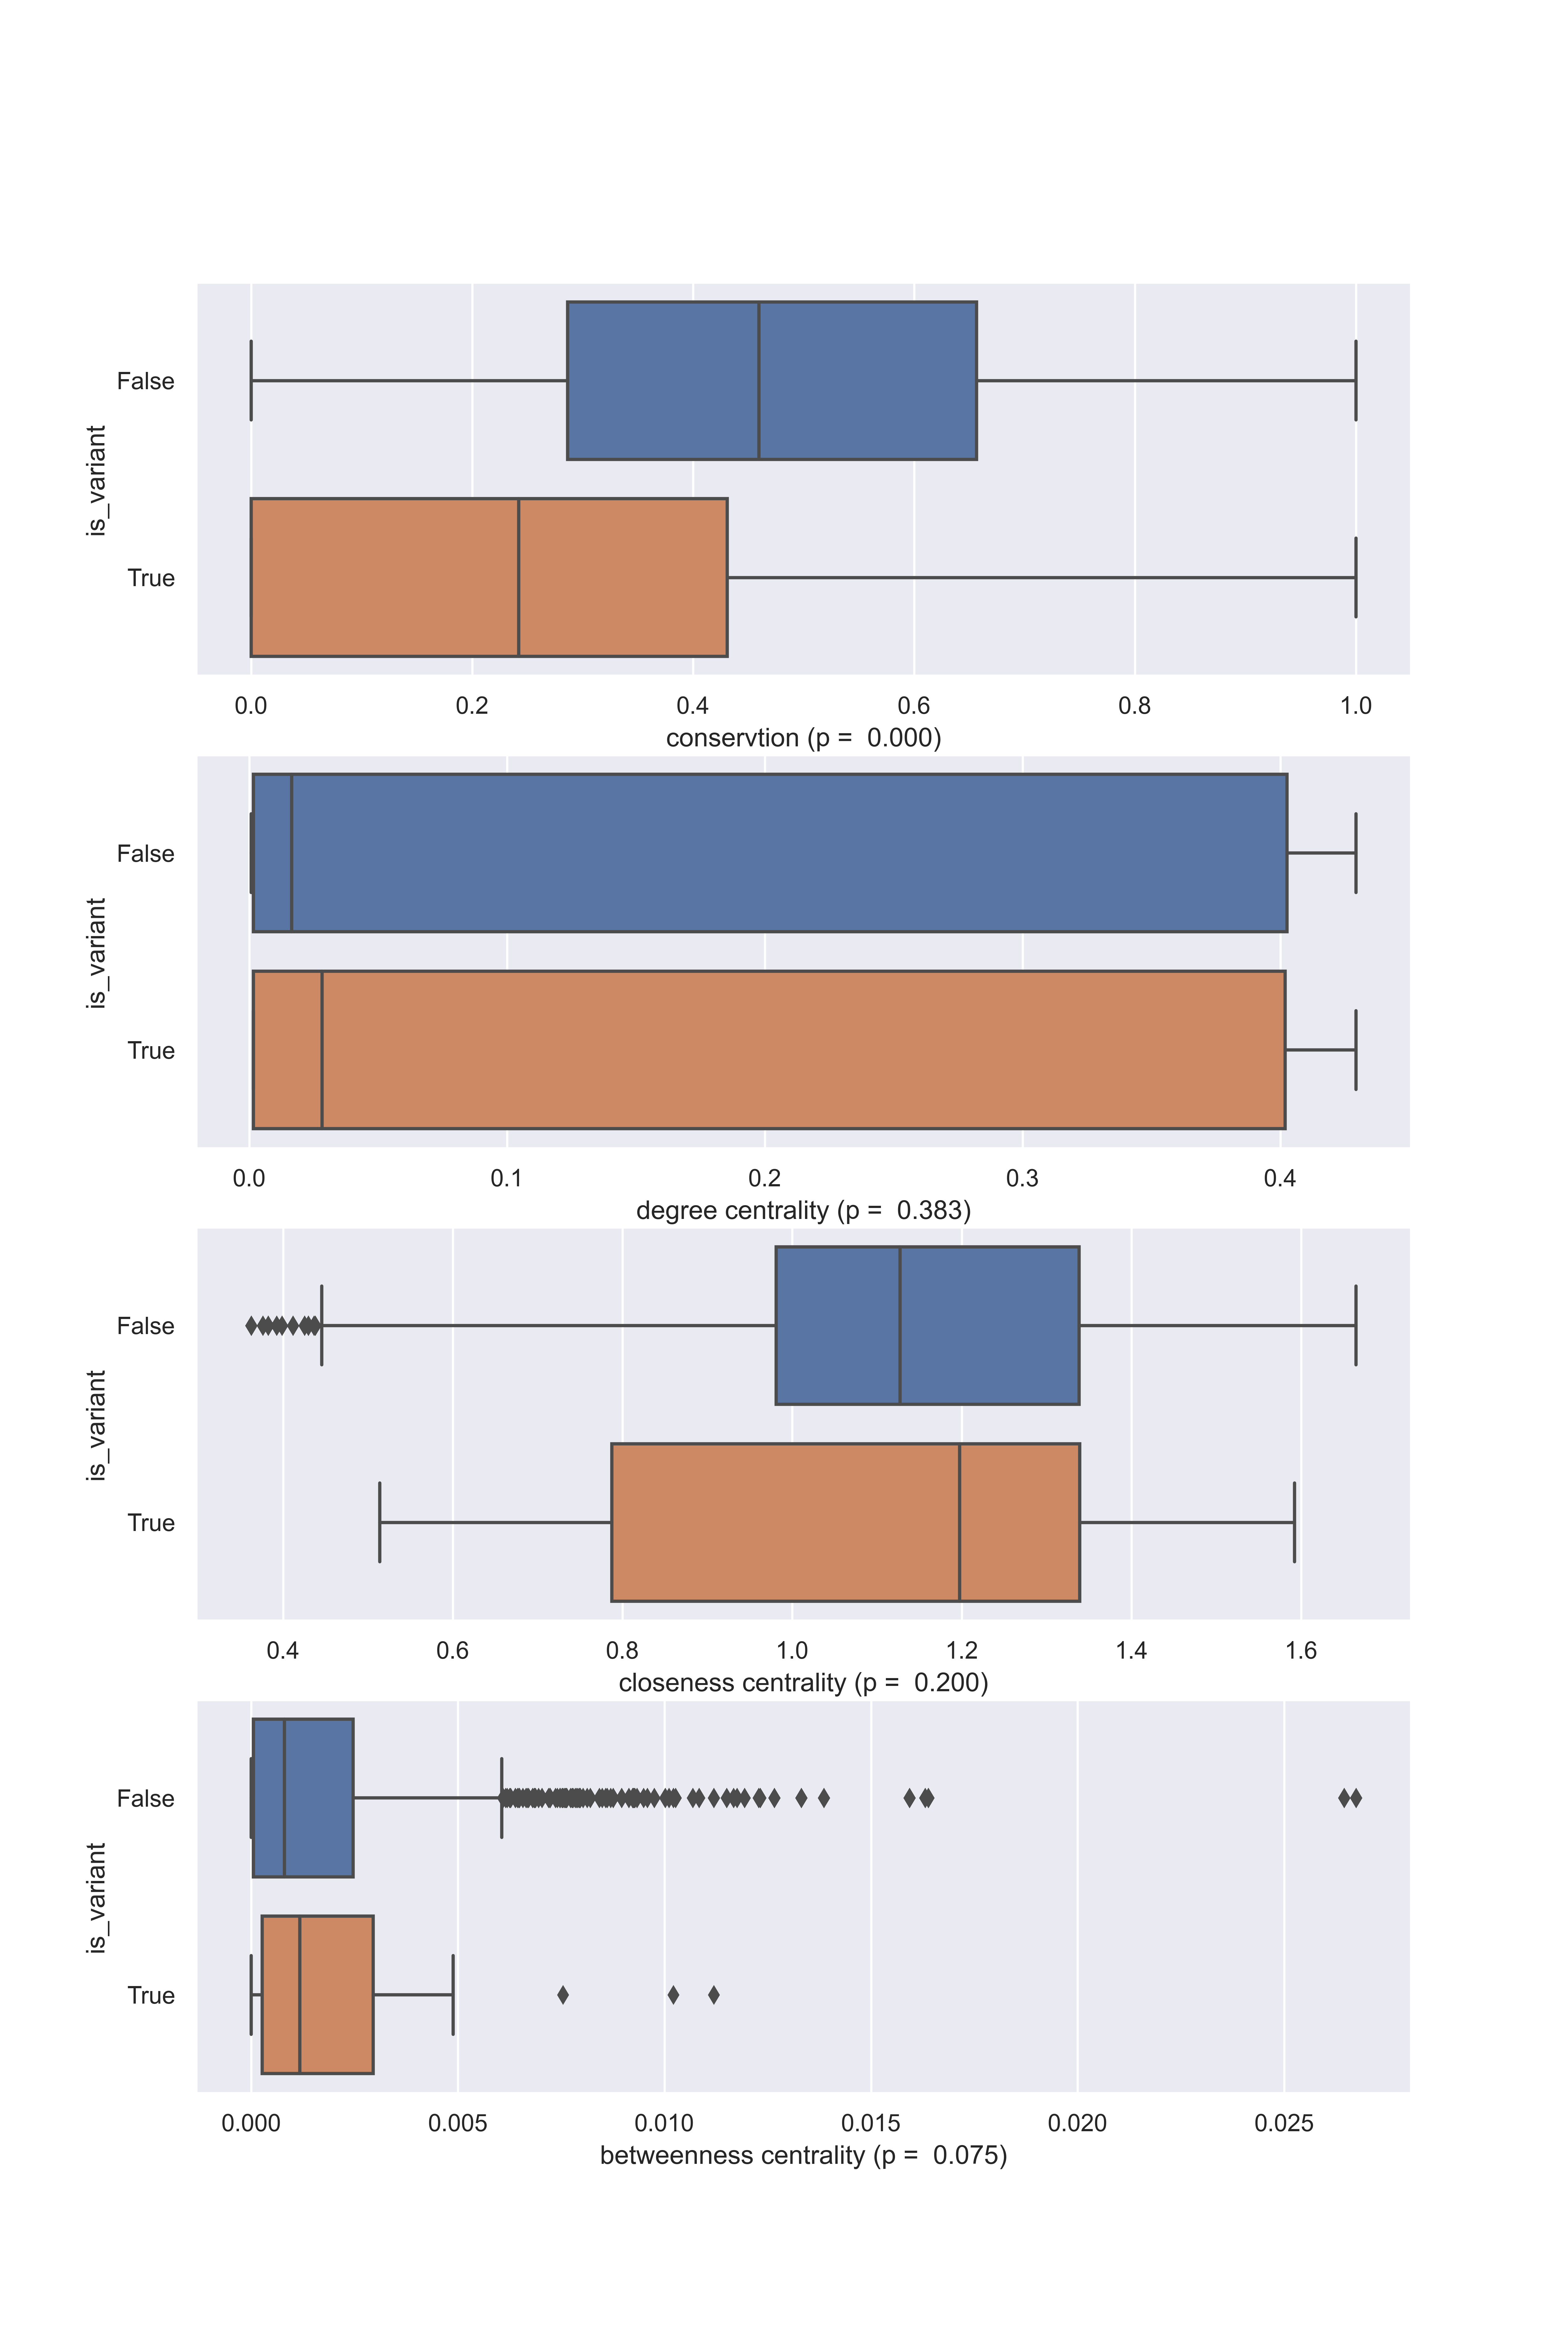 is_variant
False
True
0.0 0.2 0.4 0.6 0.8 1.0
conservtion (p =  0.000)
is_variant
False
True
0.0 0.1 0.2 0.3 0.4
degree centrality (p =  0.383)
is_variant
False
True
0.4 0.6 0.8 1.0 1.2 1.4 1.6
closeness centrality (p =  0.200)
is_variant
False
True
0.000 0.005 0.010 0.015 0.020 0.025
betweenness centrality (p =  0.075)